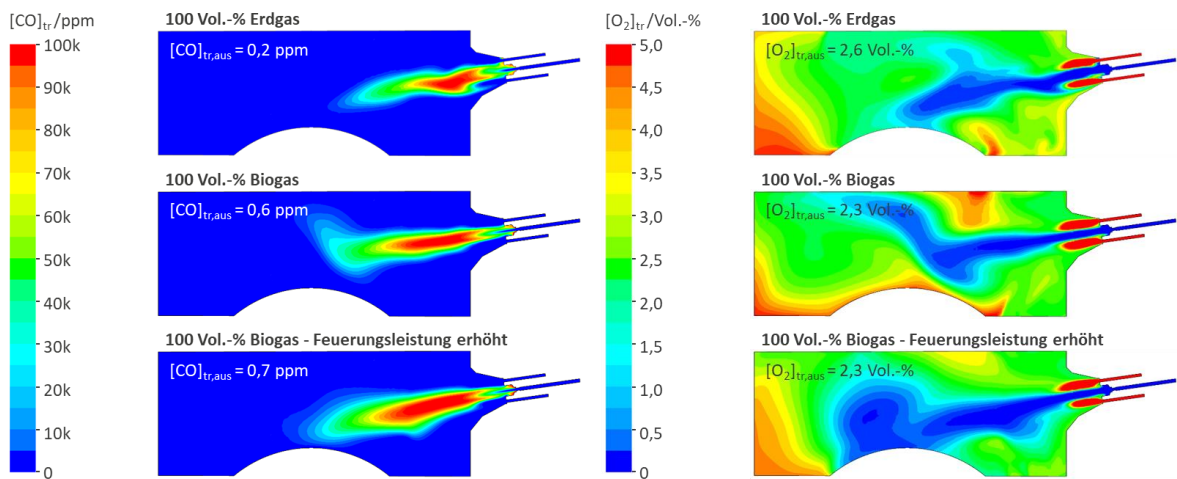 [CO]tr/ppm
100k
90k
80k
70k
60k
50k
40k
30k
20k
10k
0
100 Vol.-% Erdgas
[CO]tr,aus = 0,2 ppm
100 Vol.-% Biogas
[CO]tr,aus = 0,6 ppm
100 Vol.-% Biogas - Feuerungsleistung erhöht
[CO]tr,aus = 0,7 ppm
[O2]tr/Vol.-%
5,0
4,5
4,0
3,5
3,0
2,5
2,0
1,5
1,0
0,5
0
100 Vol.-% Erdgas
[O2]tr,aus = 2,6 Vol.-%
100 Vol.-% Biogas
[O2]tr,aus = 2,3 Vol.-%
100 Vol.-% Biogas - Feuerungsleistung erhöht
[O2]tr,aus = 2,3 Vol.-%